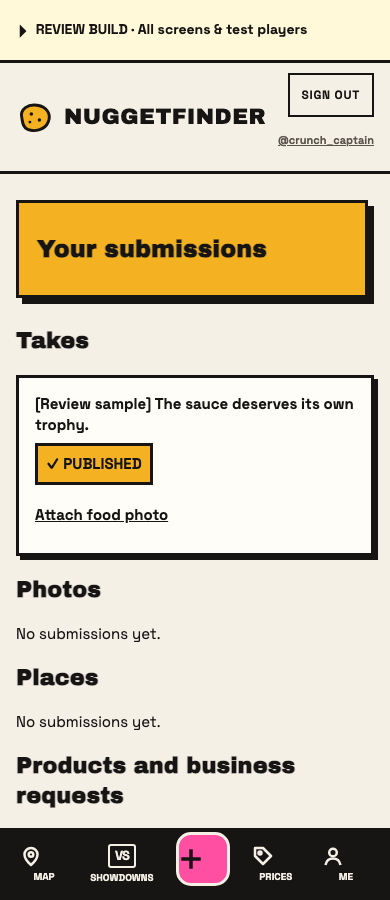 REVIEW BUILD · All screens & test players
SIGN OUT
NUGGETFINDER
@crunch_captain
Your submissions
Takes
[Review sample] The sauce deserves its own
trophy.
✓ PUBLISHED
Attach food photo
Photos
No submissions yet.
Places
No submissions yet.
Products and business
requests
VS
+
MAP
SHOWDOWNS
PRICES
ME